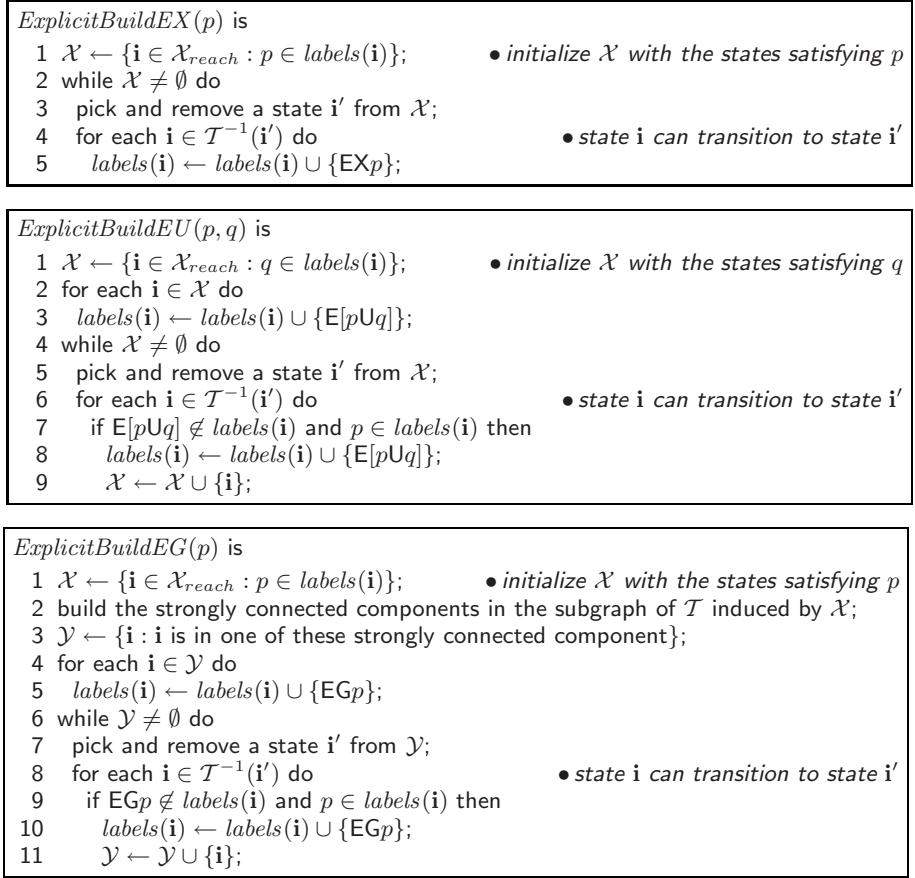 ExplicitBuildEX(p) is
1 𝒳 ← {i ∈ 𝒳_reach : p ∈ labels(i)}; • initialize 𝒳 with the states satisfying p
2 while 𝒳 ≠ ∅ do
3 pick and remove a state i′ from 𝒳;
4 for each i ∈ 𝒯⁻¹(i′) do • state i can transition to state i′
5 labels(i) ← labels(i) ∪ {EXp};
ExplicitBuildEU(p, q) is
1 𝒳 ← {i ∈ 𝒳_reach : q ∈ labels(i)}; • initialize 𝒳 with the states satisfying q
2 for each i ∈ 𝒳 do
3 labels(i) ← labels(i) ∪ {E[pUq]};
4 while 𝒳 ≠ ∅ do
5 pick and remove a state i′ from 𝒳;
6 for each i ∈ 𝒯⁻¹(i′) do • state i can transition to state i′
7 if E[pUq] ∉ labels(i) and p ∈ labels(i) then
8 labels(i) ← labels(i) ∪ {E[pUq]};
9 𝒳 ← 𝒳 ∪ {i};
ExplicitBuildEG(p) is
1 𝒳 ← {i ∈ 𝒳_reach : p ∈ labels(i)}; • initialize 𝒳 with the states satisfying p
2 build the strongly connected components in the subgraph of 𝒯 induced by 𝒳;
3 𝒴 ← {i : i is in one of these strongly connected component};
4 for each i ∈ 𝒴 do
5 labels(i) ← labels(i) ∪ {EGp};
6 while 𝒴 ≠ ∅ do
7 pick and remove a state i′ from 𝒴;
8 for each i ∈ 𝒯⁻¹(i′) do • state i can transition to state i′
9 if EGp ∉ labels(i) and p ∈ labels(i) then
10 labels(i) ← labels(i) ∪ {EGp};
11 𝒴 ← 𝒴 ∪ {i};